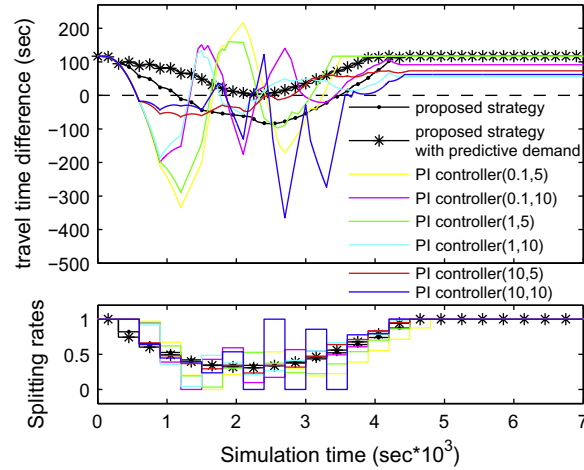 travel time difference (sec)
200
100
0
-100
-200
-300
-400
-500
proposed strategy
proposed strategy
with predictive demand
PI controller(0.1,5)
PI controller(0.1,10)
PI controller(1,5)
PI controller(1,10)
PI controller(10,5)
PI controller(10,10)
Splitting rates
1
0.5
0
0 1 2 3 4 5 6 7
Simulation time (sec*10^3)